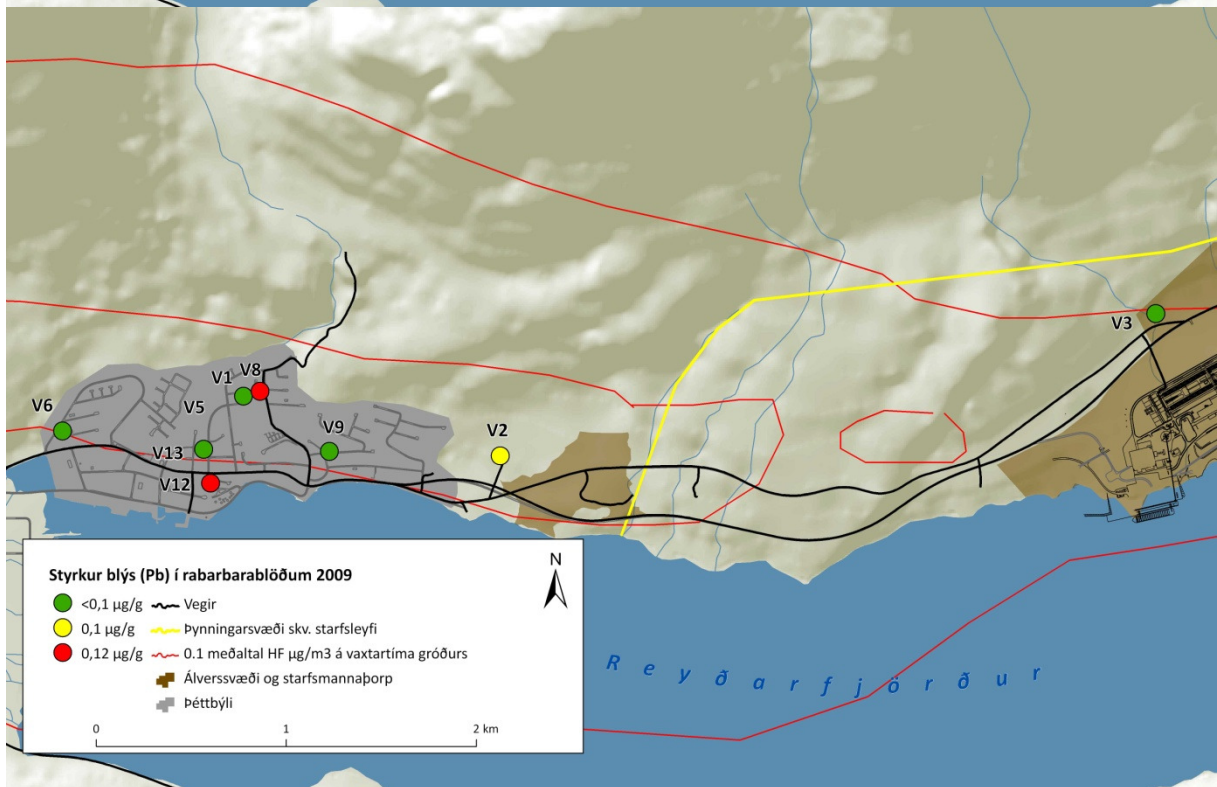 V3
V1
V8
V6
V5
V9
V2
V13
V12
Styrkur blýs (Pb) í rabarbarablöðum 2009
<0,1 µg/g
Vegir
0,1 µg/g
Þynningarsvæði skv. starfsleyfi
0,12 µg/g
0.1 meðaltal HF µg/m3 á vaxtartíma gróðurs
Álverssvæði og starfsmannaþorp
Þéttbýli
0 1 2 km
N
Reyðarfjörður